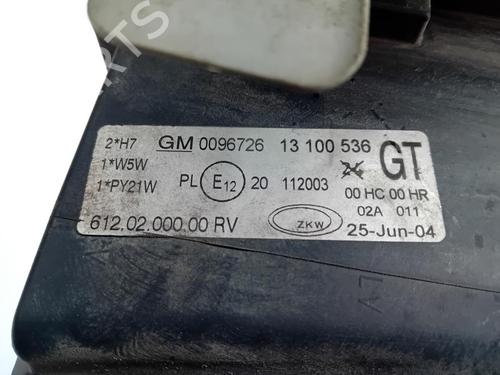 2*H7 GM 0096726 13 100 536 GT
1*W5W
1*PY21W PL E12 20 112003 00 HC 00 HR
02A 011
612.02.000.00 RV ZKW 25-Jun-04